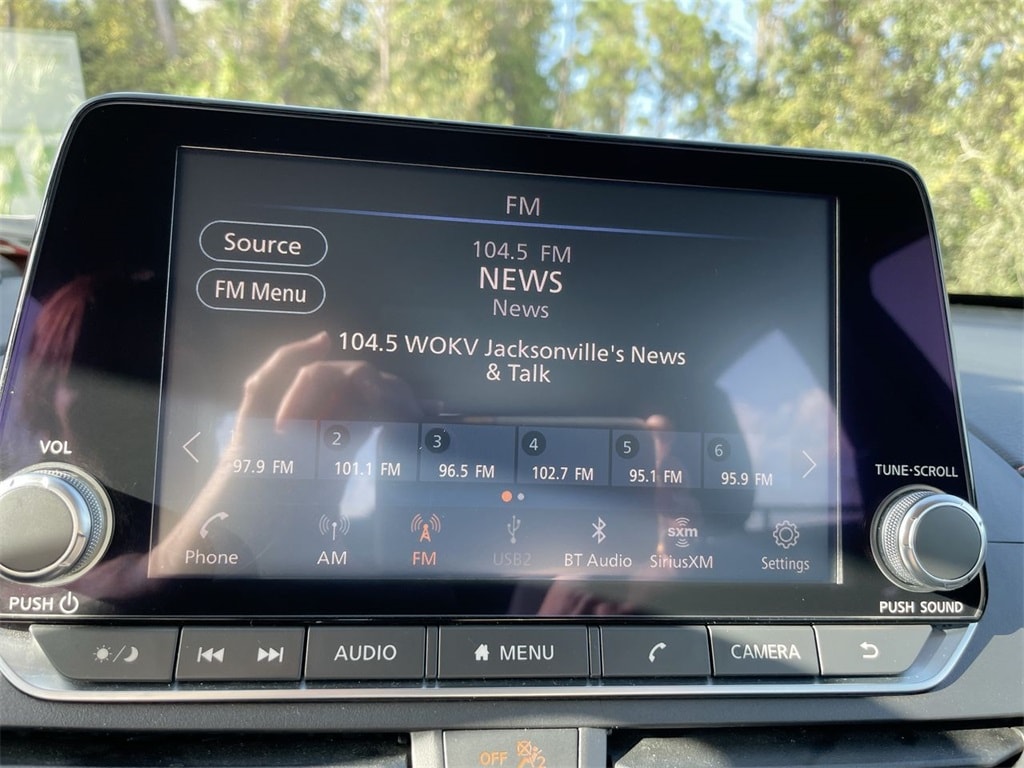 FM
Source
104.5 FM
NEWS
FM Menu
News
104.5 WOKV Jacksonville's News
& Talk
VOL
1 2 3 4 5 6
97.9 FM 101.1 FM 96.5 FM 102.7 FM 95.1 FM 95.9 FM
TUNE·SCROLL
sxm
Phone AM FM USB2 BT Audio SiriusXM Settings
PUSH
PUSH SOUND
AUDIO MENU CAMERA
OFF